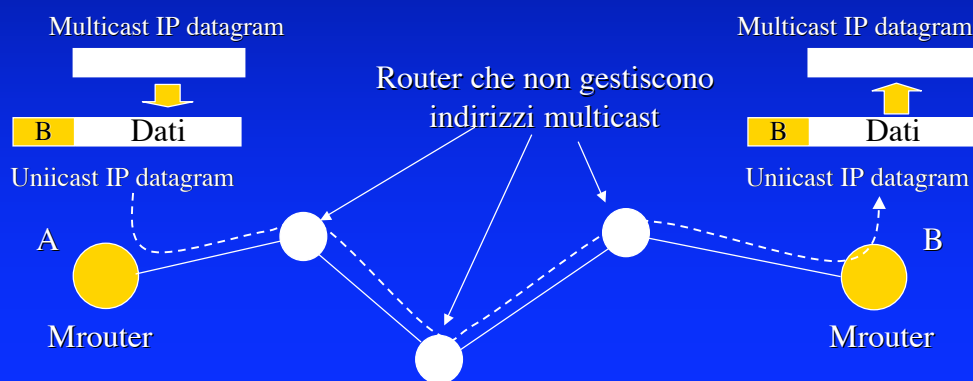 Multicast IP datagram
Multicast IP datagram
Router che non gestiscono
indirizzi multicast
B Dati
B Dati
Uniicast IP datagram
Uniicast IP datagram
A
B
Mrouter
Mrouter